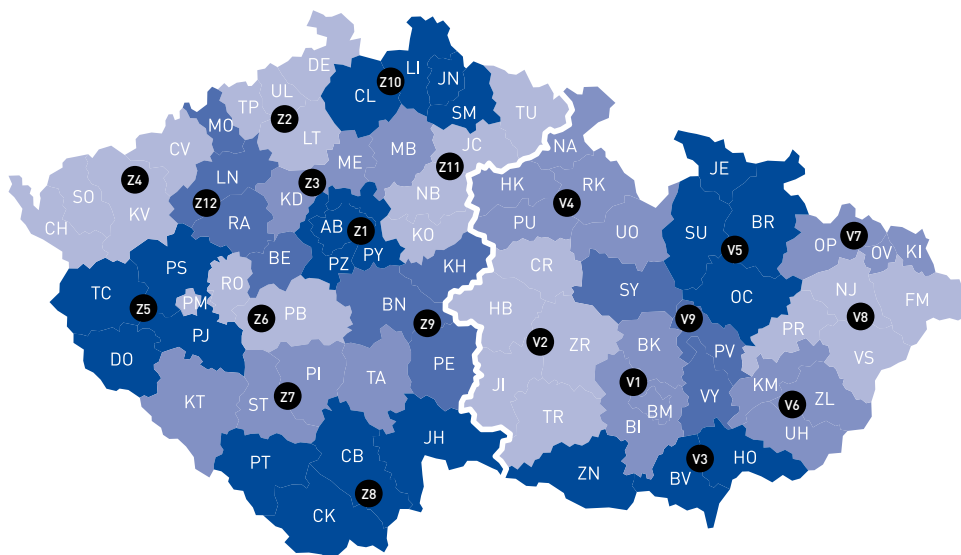 DE
LI
Z10
JN
CL
UL
TP
Z2
SM
TU
MO
LT
CV
JC
NA
ME
MB
Z11
JE
LN
Z4
Z3
HK
RK
SO
KD
NB
Z12
V4
KV
RA
AB
Z1
PU
BR
CH
KO
UO
SU
V7
PY
V5
OP
OV
KI
PS
BE
PZ
KH
CR
RO
TC
SY
OC
NJ
FM
PM
PB
BN
HB
Z5
Z6
Z9
V9
PR
V8
PJ
V2
ZR
BK
PV
DO
PE
VS
PI
TA
JI
V1
KM
ZL
KT
ST
Z7
VY
V6
TR
BM
BI
UH
JH
CB
PT
V3
HO
ZN
BV
Z8
CK